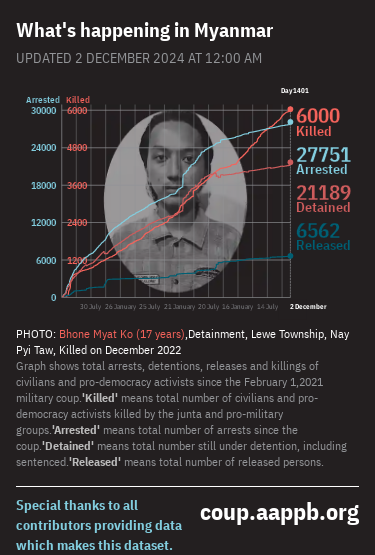 What's happening in Myanmar
UPDATED 2 DECEMBER 2024 AT 12:00 AM
Day1401
Arrested Killed
30000 6000
24000 4800
18000 3600
12000 2400
6000 1200
0
6000
Killed
27751
Arrested
21189
Detained
6562
Released
30 July 26 January 25 July 21 January 20 July 16 January 14 July 2 December
PHOTO: Bhone Myat Ko (17 years),Detainment, Lewe Township, Nay
Pyi Taw, Killed on December 2022
Graph shows total arrests, detentions, releases and killings of
civilians and pro-democracy activists since the February 1,2021
military coup.'Killed' means total number of civilians and pro-
democracy activists killed by the junta and pro-military
groups.'Arrested' means total number of arrests since the
coup.'Detained' means total number still under detention, including
sentenced.'Released' means total number of released persons.
Special thanks to all
contributors providing data
which makes this dataset.
coup.aappb.org